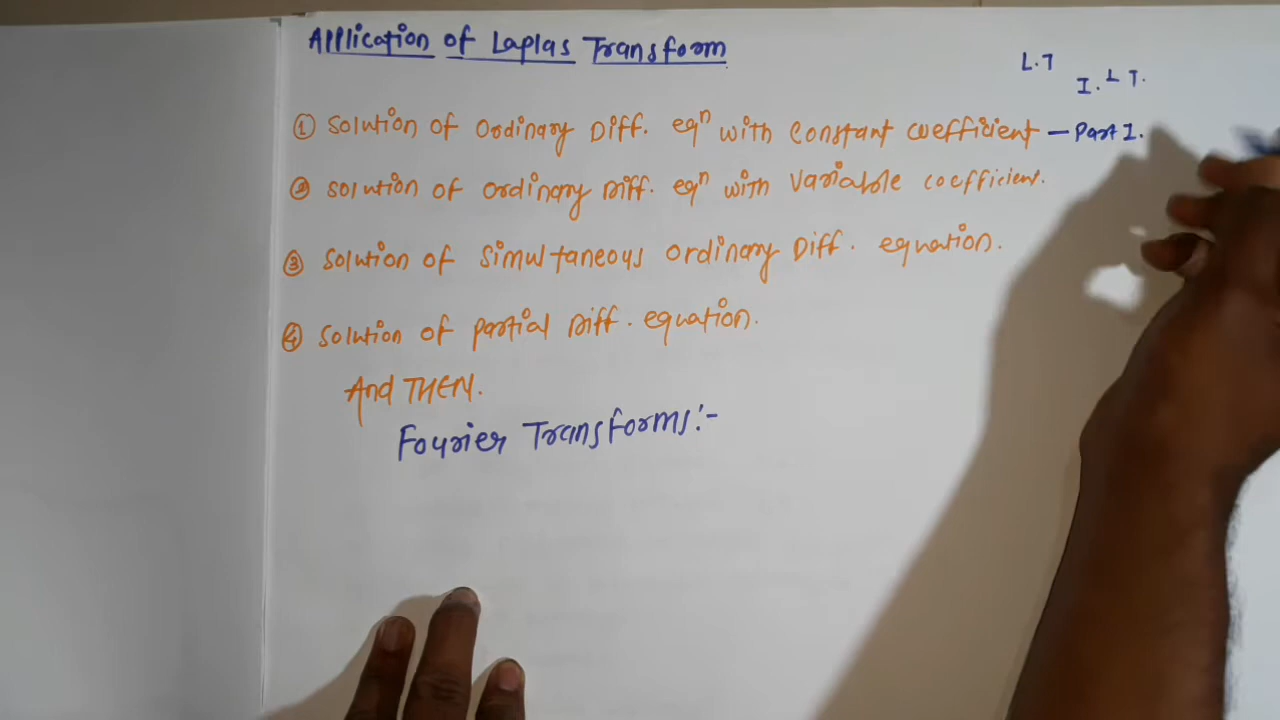 Application of Laplas Transform
L.T
I. L T.
① Solution of Ordinary Diff. eqⁿ with Constant coefficient — Part I.
② Solution of Ordinary Diff. eqⁿ with Variable coefficient.
③ Solution of Simultaneous Ordinary Diff. equation.
④ Solution of partial Diff. equation.
And THEN.
Fourier Transforms:-